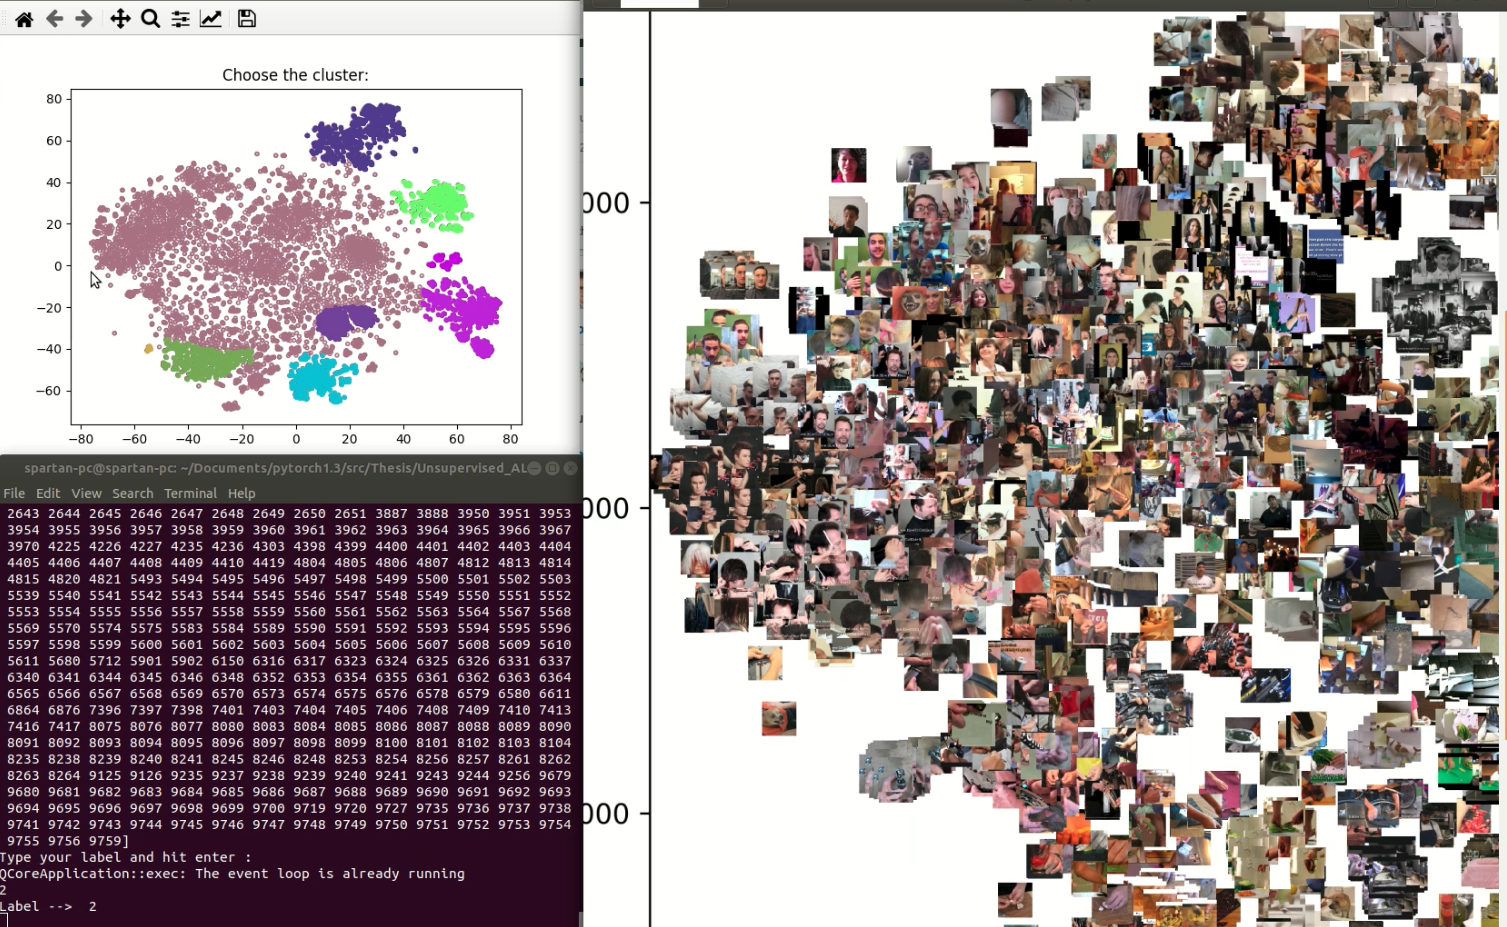 Choose the cluster:
80
60
40
20
0
−20
−40
−60
−80 −60 −40 −20 0 20 40 60 80
spartan-pc@spartan-pc: ~/Documents/pytorch1.3/src/Thesis/Unsupervised_AL
File Edit View Search Terminal Help
2643 2644 2645 2646 2647 2648 2649 2650 2651 3887 3888 3950 3951 3953
3954 3955 3956 3957 3958 3959 3960 3961 3962 3963 3964 3965 3966 3967
3970 4225 4226 4227 4235 4236 4303 4398 4399 4400 4401 4402 4403 4404
4405 4406 4407 4408 4409 4410 4419 4804 4805 4806 4807 4812 4813 4814
4815 4820 4821 5493 5494 5495 5496 5497 5498 5499 5500 5501 5502 5503
5539 5540 5541 5542 5543 5544 5545 5546 5547 5548 5549 5550 5551 5552
5553 5554 5555 5556 5557 5558 5559 5560 5561 5562 5563 5564 5567 5568
5569 5570 5574 5575 5583 5584 5589 5590 5591 5592 5593 5594 5595 5596
5597 5598 5599 5600 5601 5602 5603 5604 5605 5606 5607 5608 5609 5610
5611 5680 5712 5901 5902 6150 6316 6317 6323 6324 6325 6326 6331 6337
6340 6341 6344 6345 6346 6348 6352 6353 6354 6355 6361 6362 6363 6364
6565 6566 6567 6568 6569 6570 6573 6574 6575 6576 6578 6579 6580 6611
6864 6876 7396 7397 7398 7401 7403 7404 7405 7406 7408 7409 7410 7413
7416 7417 8075 8076 8077 8080 8083 8084 8085 8086 8087 8088 8089 8090
8091 8092 8093 8094 8095 8096 8097 8098 8099 8100 8101 8102 8103 8104
8235 8238 8239 8240 8241 8245 8246 8248 8253 8254 8256 8257 8261 8262
8263 8264 9125 9126 9235 9237 9238 9239 9240 9241 9243 9244 9256 9679
9680 9681 9682 9683 9684 9685 9686 9687 9688 9689 9690 9691 9692 9693
9694 9695 9696 9697 9698 9699 9700 9719 9720 9727 9735 9736 9737 9738
9741 9742 9743 9744 9745 9746 9747 9748 9749 9750 9751 9752 9753 9754
9755 9756 9759]
Type your label and hit enter :
QCoreApplication::exec: The event loop is already running
2
Label --> 2
000
000
000